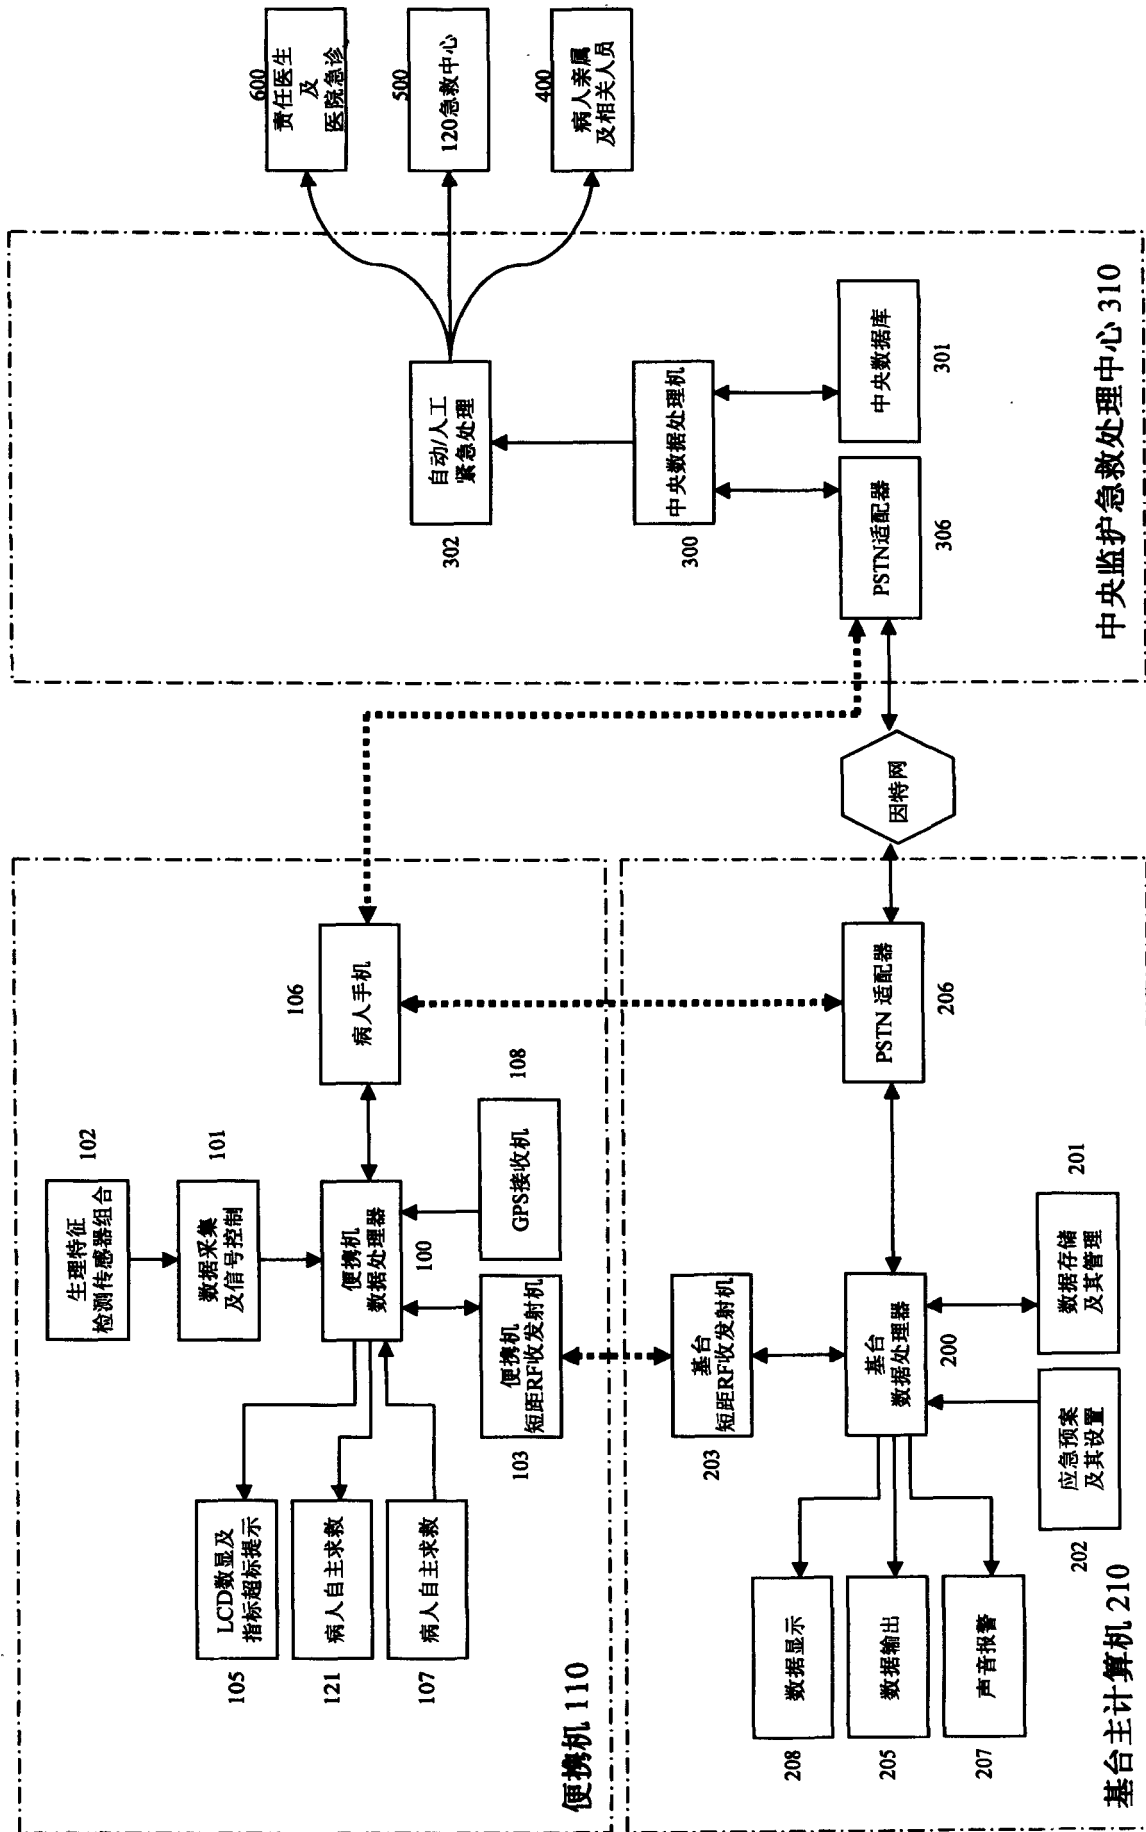 生理特征
检测传感器组合
102
数据采集
及信号控制
101
LCD数显及
指标超标提示
105
病人自主求救
121
病人自主求救
107
便携机
数据处理器
100
病人手机
106
便携机
短距RF收发射机
103
GPS接收机
108
便携机 110
基台
短距RF收发射机
203
数据显示
208
数据输出
205
声音报警
207
基台
数据处理器
200
PSTN 适配器
206
应急预案
及其设置
202
数据存储
及其管理
201
基台主计算机 210
因特网
责任医生
及
医院急诊
600
120急救中心
500
病人亲属
及相关人员
400
自动/人工
紧急处理
302
中央数据处理机
300
PSTN适配器
306
中央数据库
301
中央监护急救处理中心 310